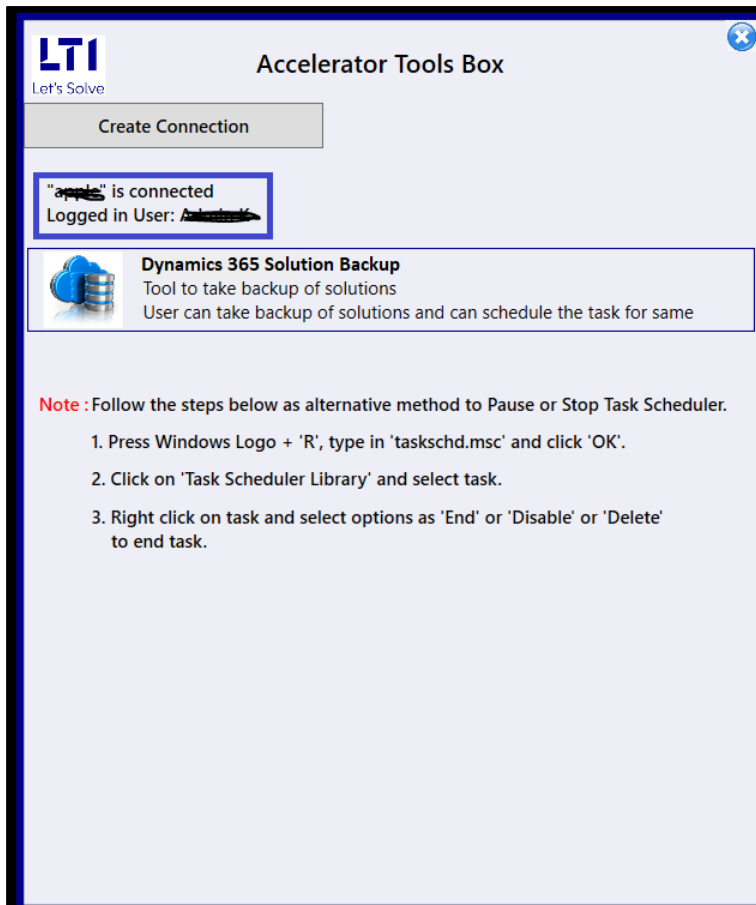 LTI
Let's Solve
Accelerator Tools Box
Create Connection
"" is connected
Logged in User:
Dynamics 365 Solution Backup
Tool to take backup of solutions
User can take backup of solutions and can schedule the task for same
Note : Follow the steps below as alternative method to Pause or Stop Task Scheduler.
1. Press Windows Logo + 'R', type in 'taskschd.msc' and click 'OK'.
2. Click on 'Task Scheduler Library' and select task.
3. Right click on task and select options as 'End' or 'Disable' or 'Delete'
to end task.